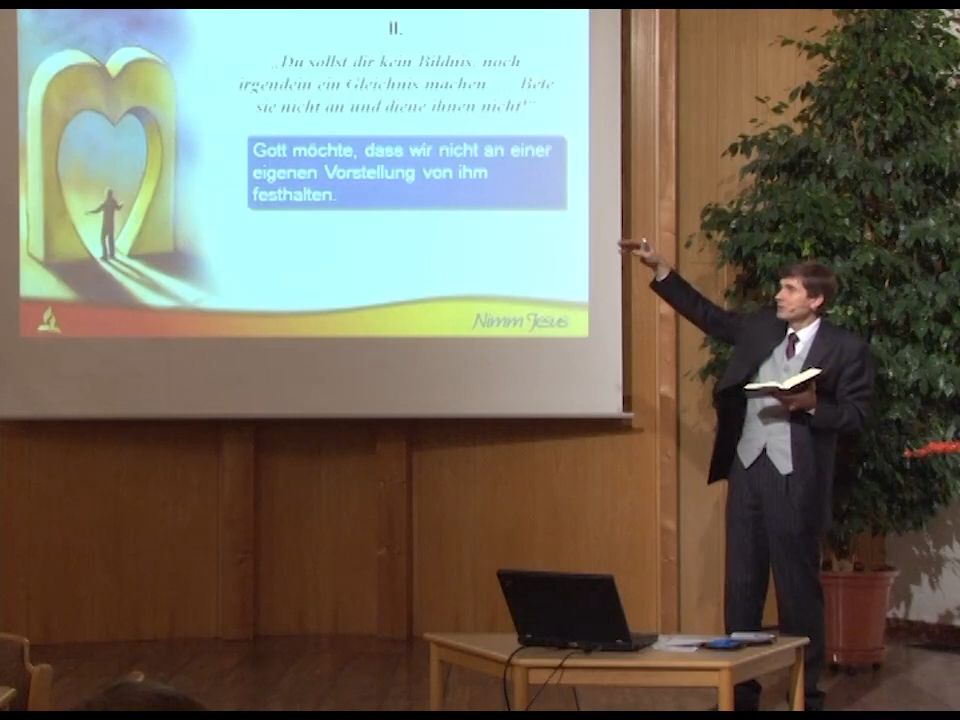 II.
„Du sollst dir kein Bildnis, noch
irgendein ein Gleichnis machen .... Bete
sie nicht an und diene ihnen nicht!“
Gott möchte, dass wir nicht an einer
eigenen Vorstellung von ihm
festhalten.
Nimm Jesus